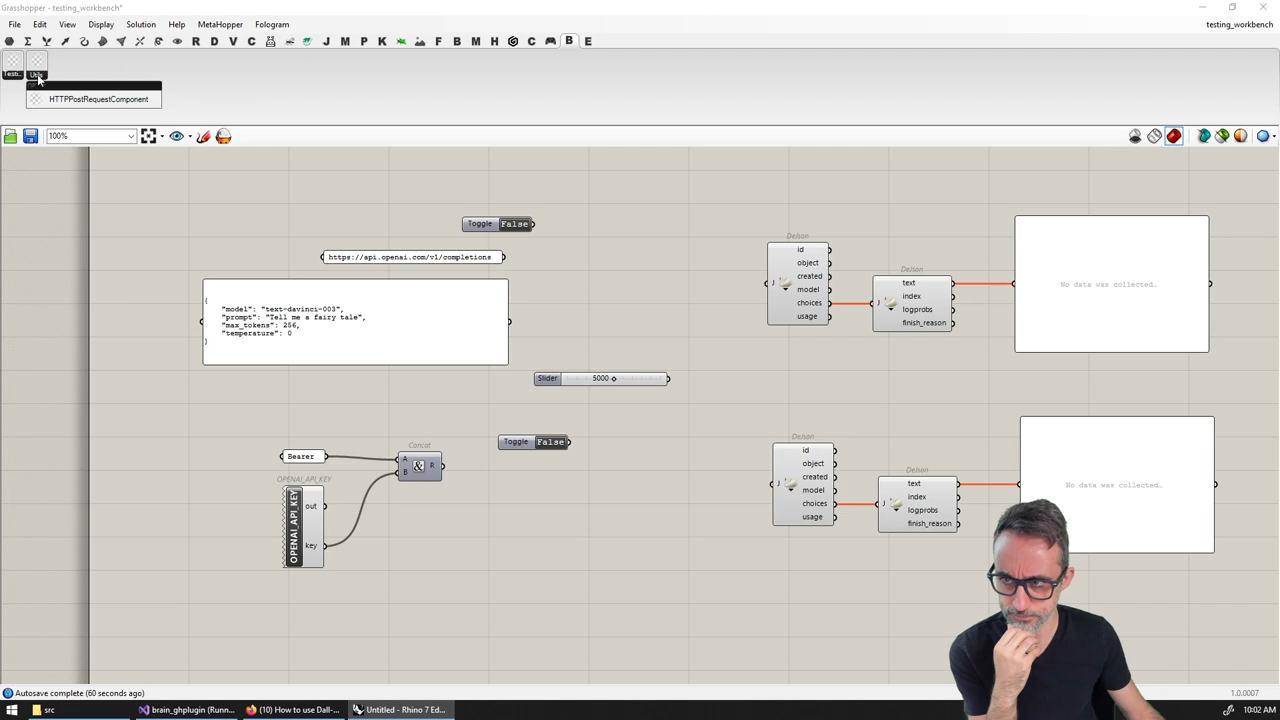 Grasshopper - testing_workbench*
File Edit View Display Solution Help MetaHopper Fologram
testing_workbench
R D V C J M P K F B M H C B E
Testi..
Utils
HTTPPostRequestComponent
100%
Toggle False
https://api.openai.com/v1/completions
{
"model": "text-davinci-003",
"prompt": "Tell me a fairy tale",
"max_tokens": 256,
"temperature": 0
}
Slider 5000
Toggle False
Concat
Bearer
A
B
R
OPENAI_API_KEY
OPENAI_API_KEY
out
key
DeJson
J
id
object
created
model
choices
usage
DeJson
J
text
index
logprobs
finish_reason
No data was collected...
DeJson
J
id
object
created
model
choices
usage
DeJson
J
text
index
logprobs
finish_reason
No data was collected...
Autosave complete (60 seconds ago)
1.0.0007
src
brain_ghplugin (Runn...
(10) How to use Dall-...
Untitled - Rhino 7 Ed...
10:02 AM